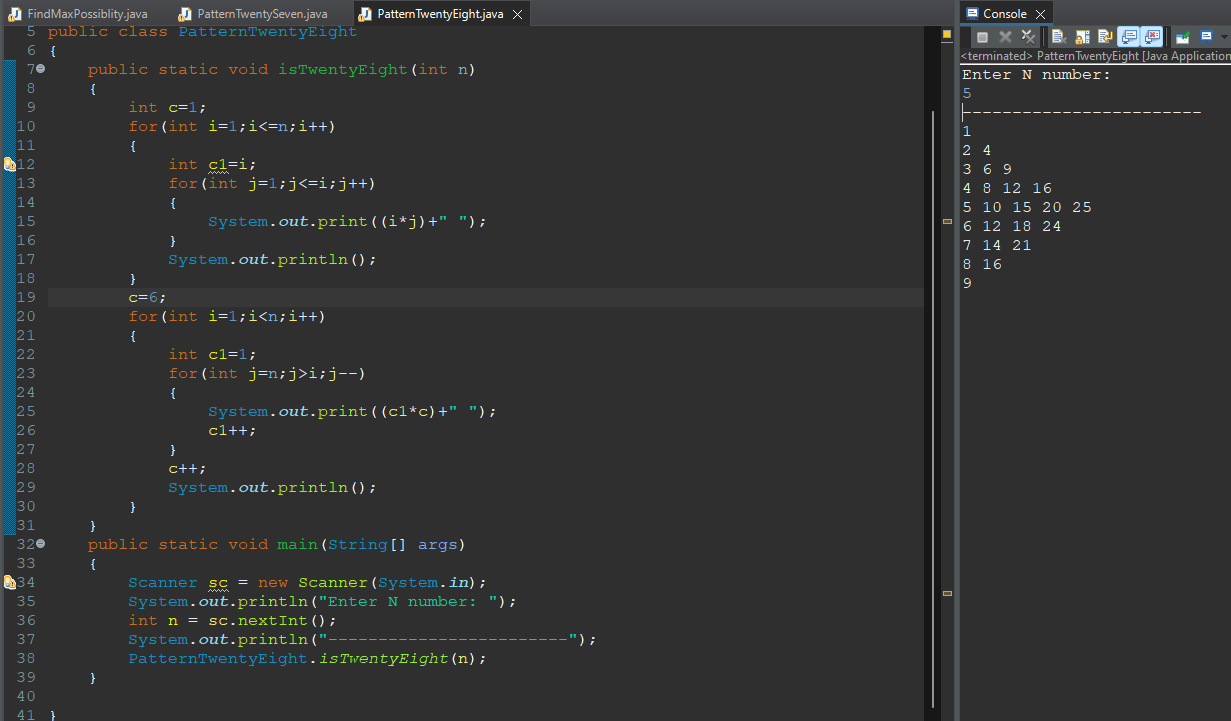 FindMaxPossiblity.java PatternTwentySeven.java PatternTwentyEight.java
5 public class PatternTwentyEight
6 {
7 public static void isTwentyEight(int n)
8 {
9 int c=1;
10 for(int i=1;i<=n;i++)
11 {
12 int c1=i;
13 for(int j=1;j<=i;j++)
14 {
15 System.out.print((i*j)+" ");
16 }
17 System.out.println();
18 }
19 c=6;
20 for(int i=1;i<n;i++)
21 {
22 int c1=1;
23 for(int j=n;j>i;j--)
24 {
25 System.out.print((c1*c)+" ");
26 c1++;
27 }
28 c++;
29 System.out.println();
30 }
31 }
32 public static void main(String[] args)
33 {
34 Scanner sc = new Scanner(System.in);
35 System.out.println("Enter N number: ");
36 int n = sc.nextInt();
37 System.out.println("------------------------");
38 PatternTwentyEight.isTwentyEight(n);
39 }
40
41 }
Console
<terminated> PatternTwentyEight [Java Application
Enter N number:
5
------------------------
1
2 4
3 6 9
4 8 12 16
5 10 15 20 25
6 12 18 24
7 14 21
8 16
9